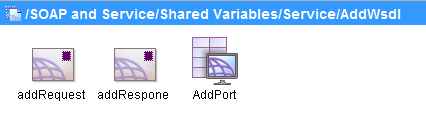 /SOAP and Service/Shared Variables/Service/AddWsdl
addRequest addRespone AddPort